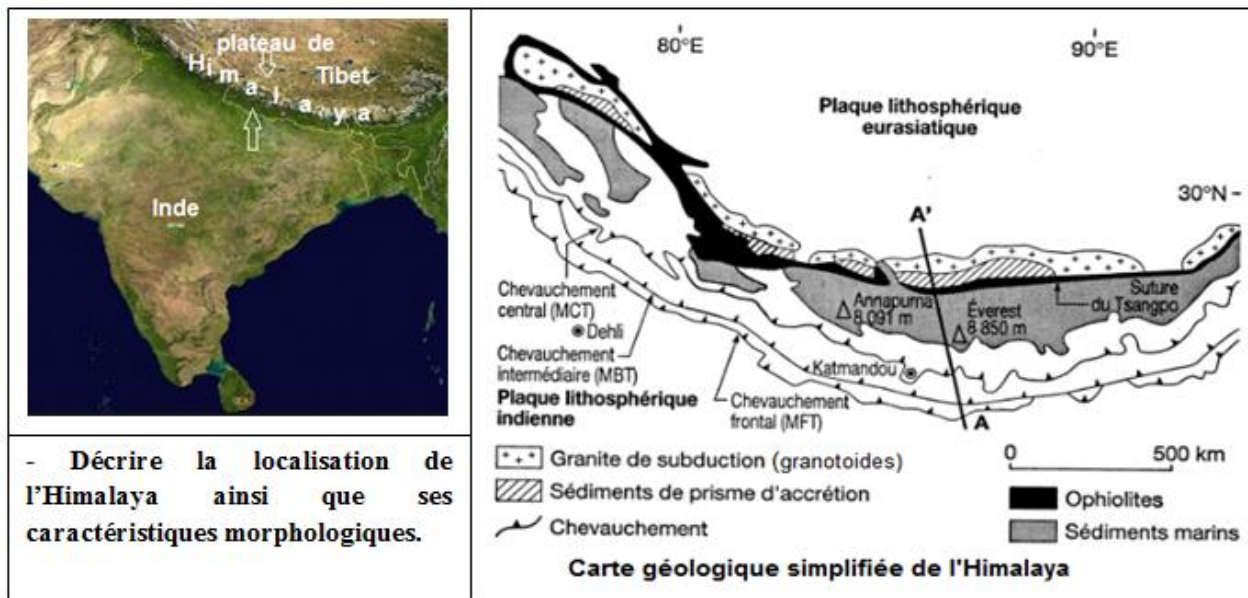 plateau de
Himalaya
Tibet
Inde
- Décrire la localisation de
l'Himalaya ainsi que ses
caractéristiques morphologiques.
80°E
90°E
Plaque lithosphérique
eurasiatique
30°N
A'
Chevauchement
central (MCT)
Dehli
Chevauchement
intermédiaire (MBT)
Plaque lithosphérique
indienne
Annapurna
8 091 m
Éverest
8 850 m
Suture
du Tsangpo
Katmandou
Chevauchement
frontal (MFT)
A
0 500 km
Granite de subduction (granotoides)
Sédiments de prisme d'accrétion
Chevauchement
Ophiolites
Sédiments marins
Carte géologique simplifiée de l'Himalaya